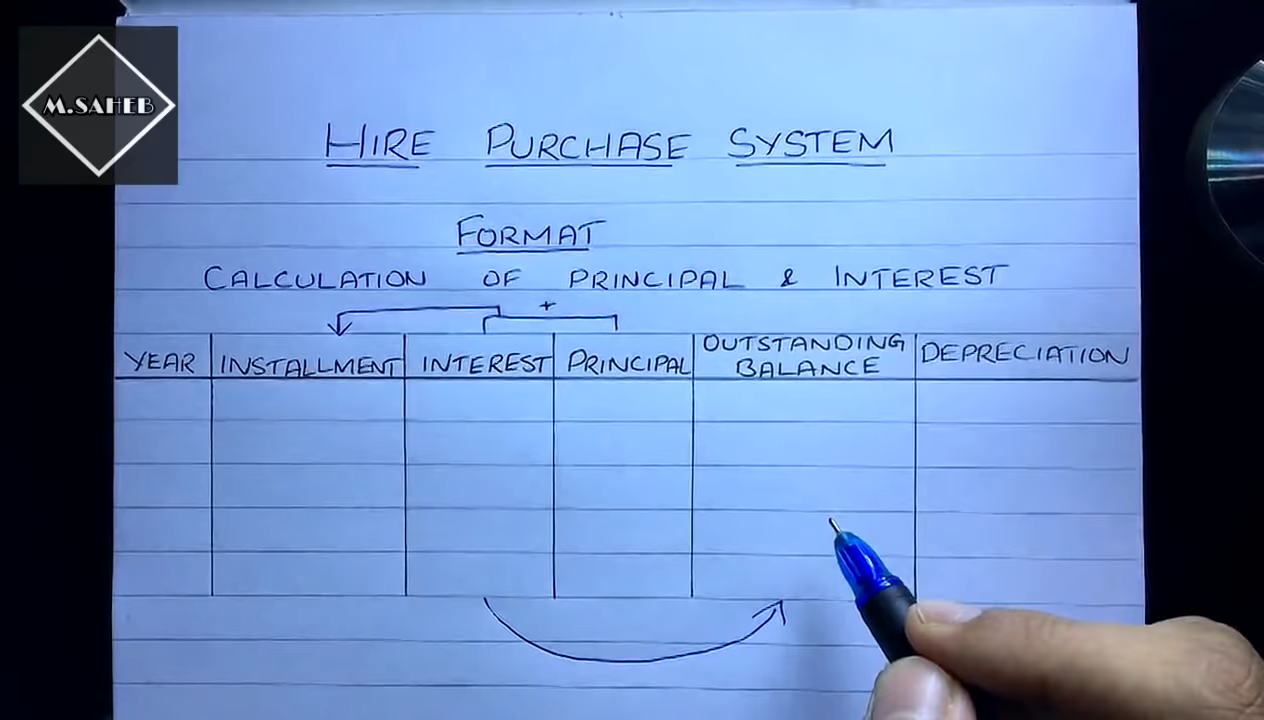 M.SAHEB
HIRE PURCHASE SYSTEM
FORMAT
CALCULATION OF PRINCIPAL & INTEREST
+
YEAR INSTALLMENT INTEREST PRINCIPAL OUTSTANDING BALANCE DEPRECIATION